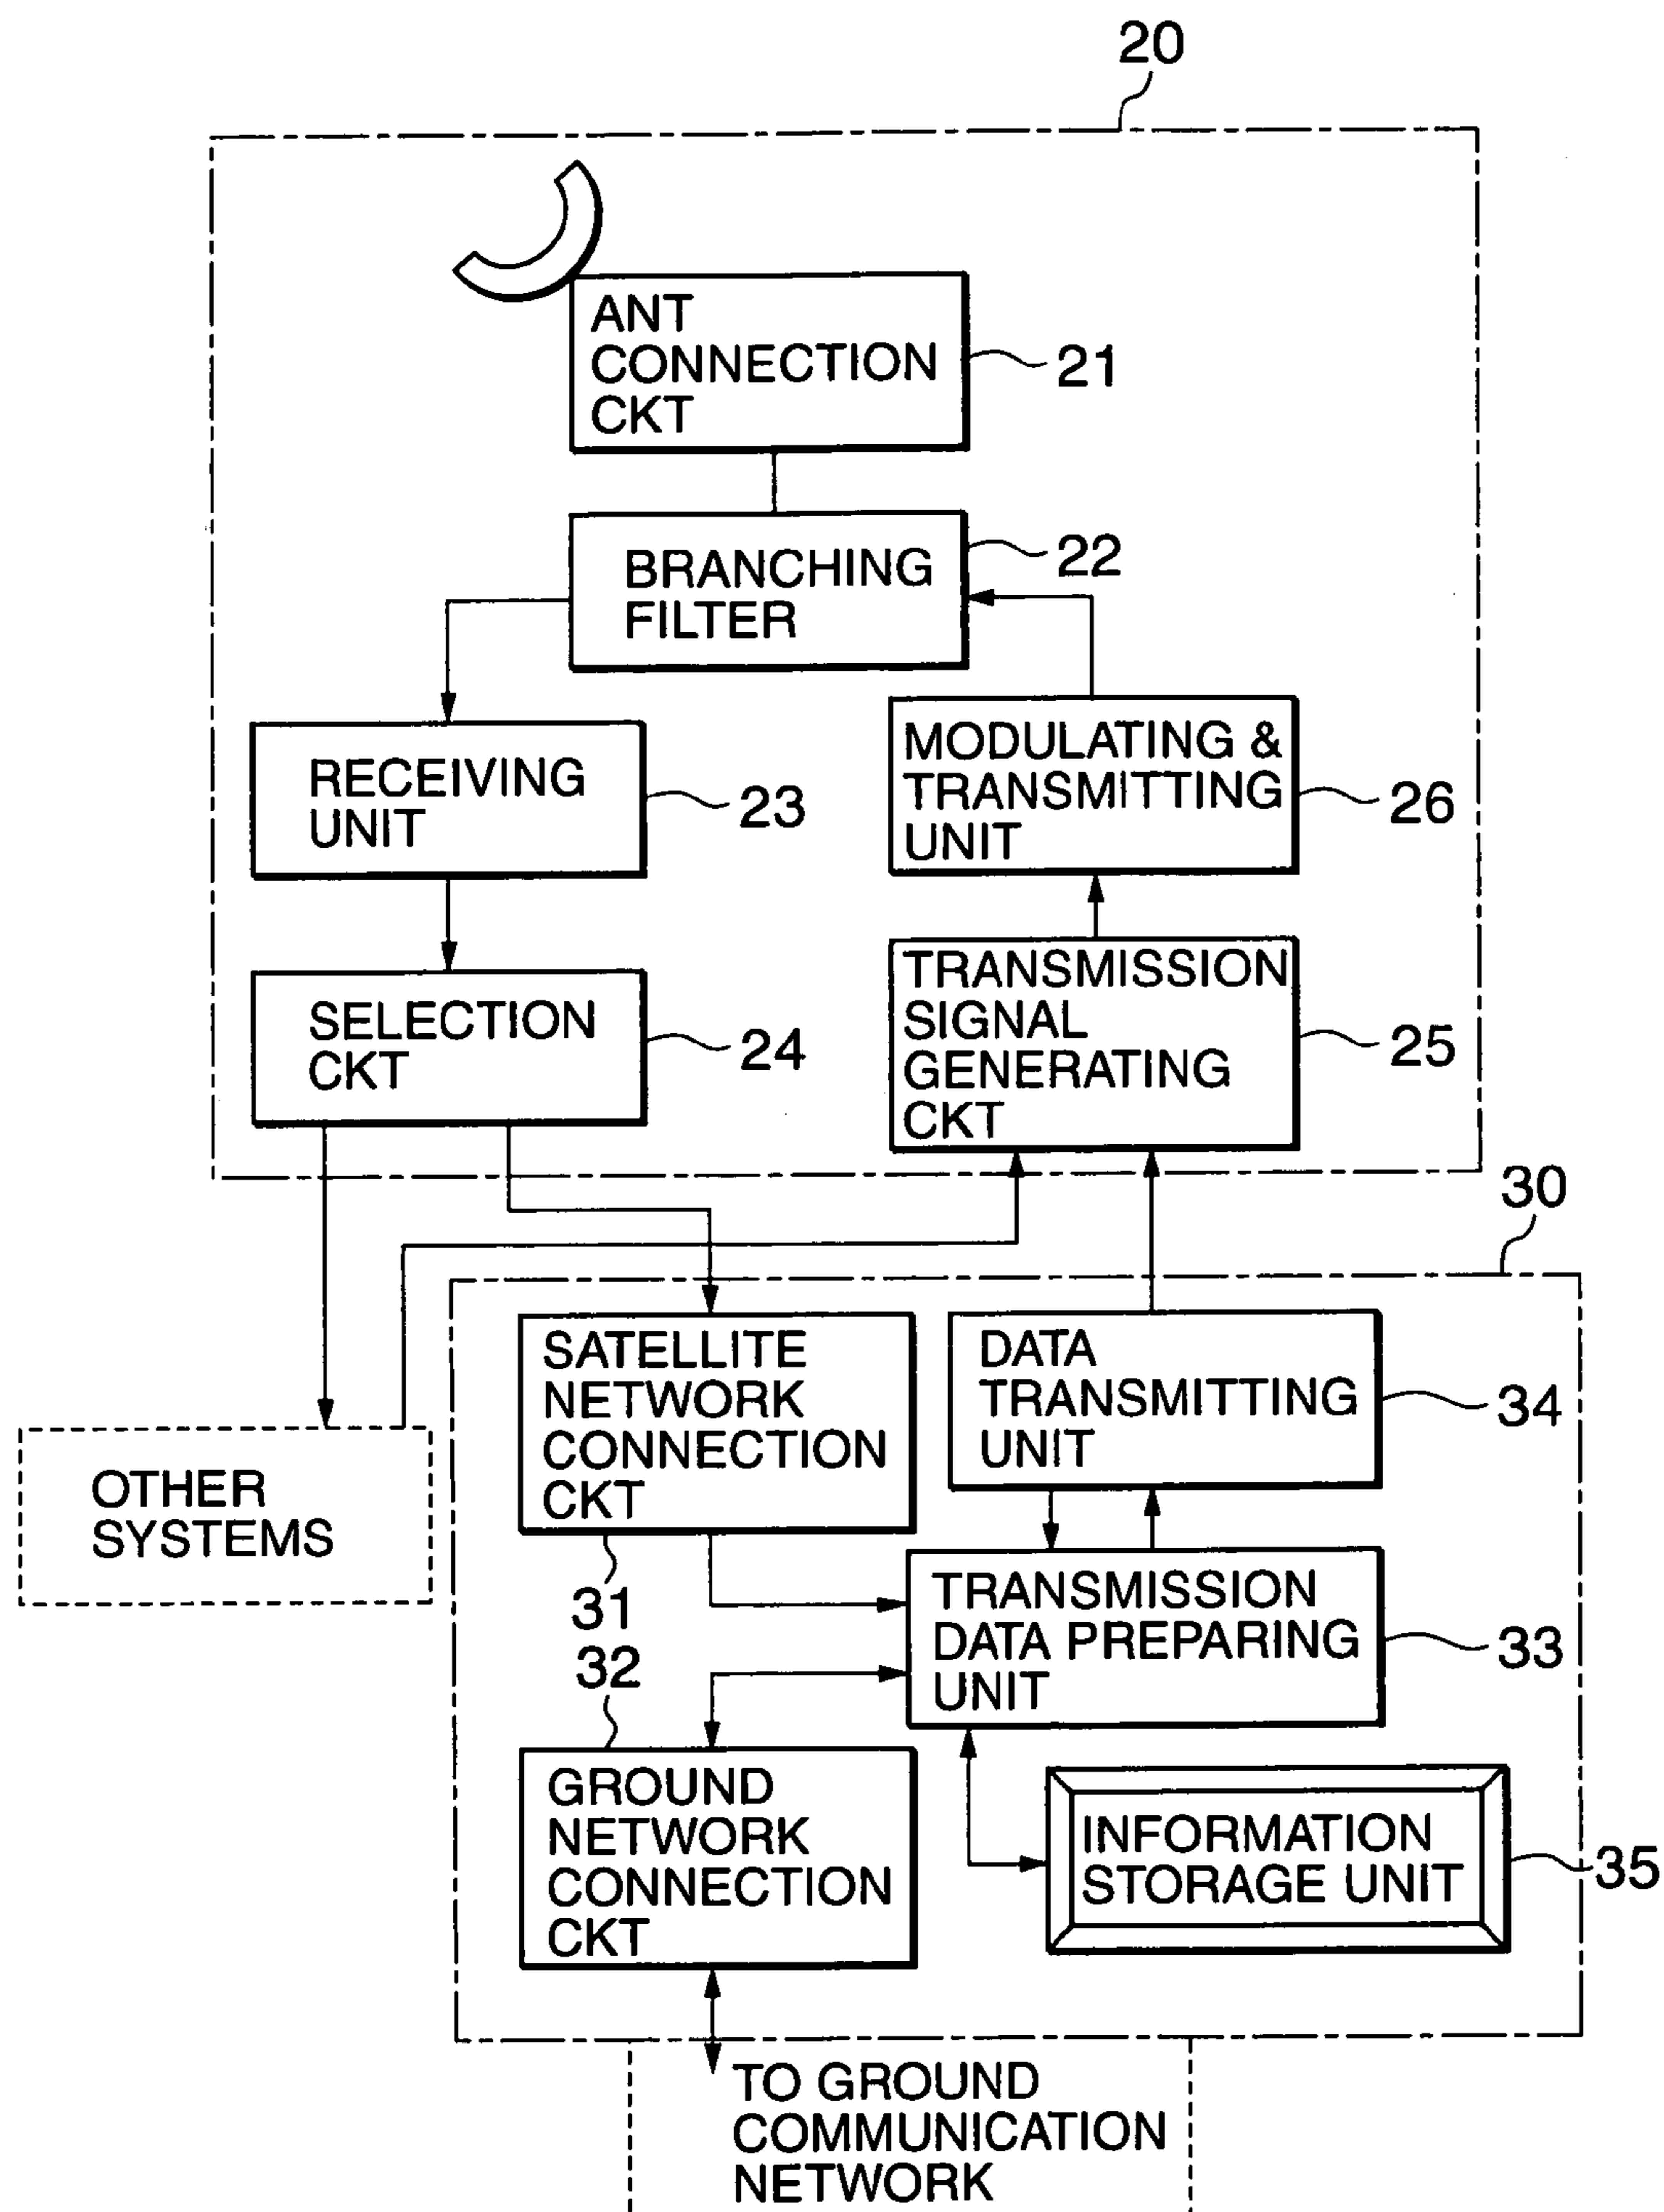 20
ANT
CONNECTION
CKT
21
BRANCHING
FILTER
22
RECEIVING
UNIT
23
MODULATING &
TRANSMITTING
UNIT
26
SELECTION
CKT
24
TRANSMISSION
SIGNAL
GENERATING
CKT
25
30
SATELLITE
NETWORK
CONNECTION
CKT
31
DATA
TRANSMITTING
UNIT
34
OTHER
SYSTEMS
TRANSMISSION
DATA PREPARING
UNIT
33
32
GROUND
NETWORK
CONNECTION
CKT
INFORMATION
STORAGE UNIT
35
TO GROUND
COMMUNICATION
NETWORK